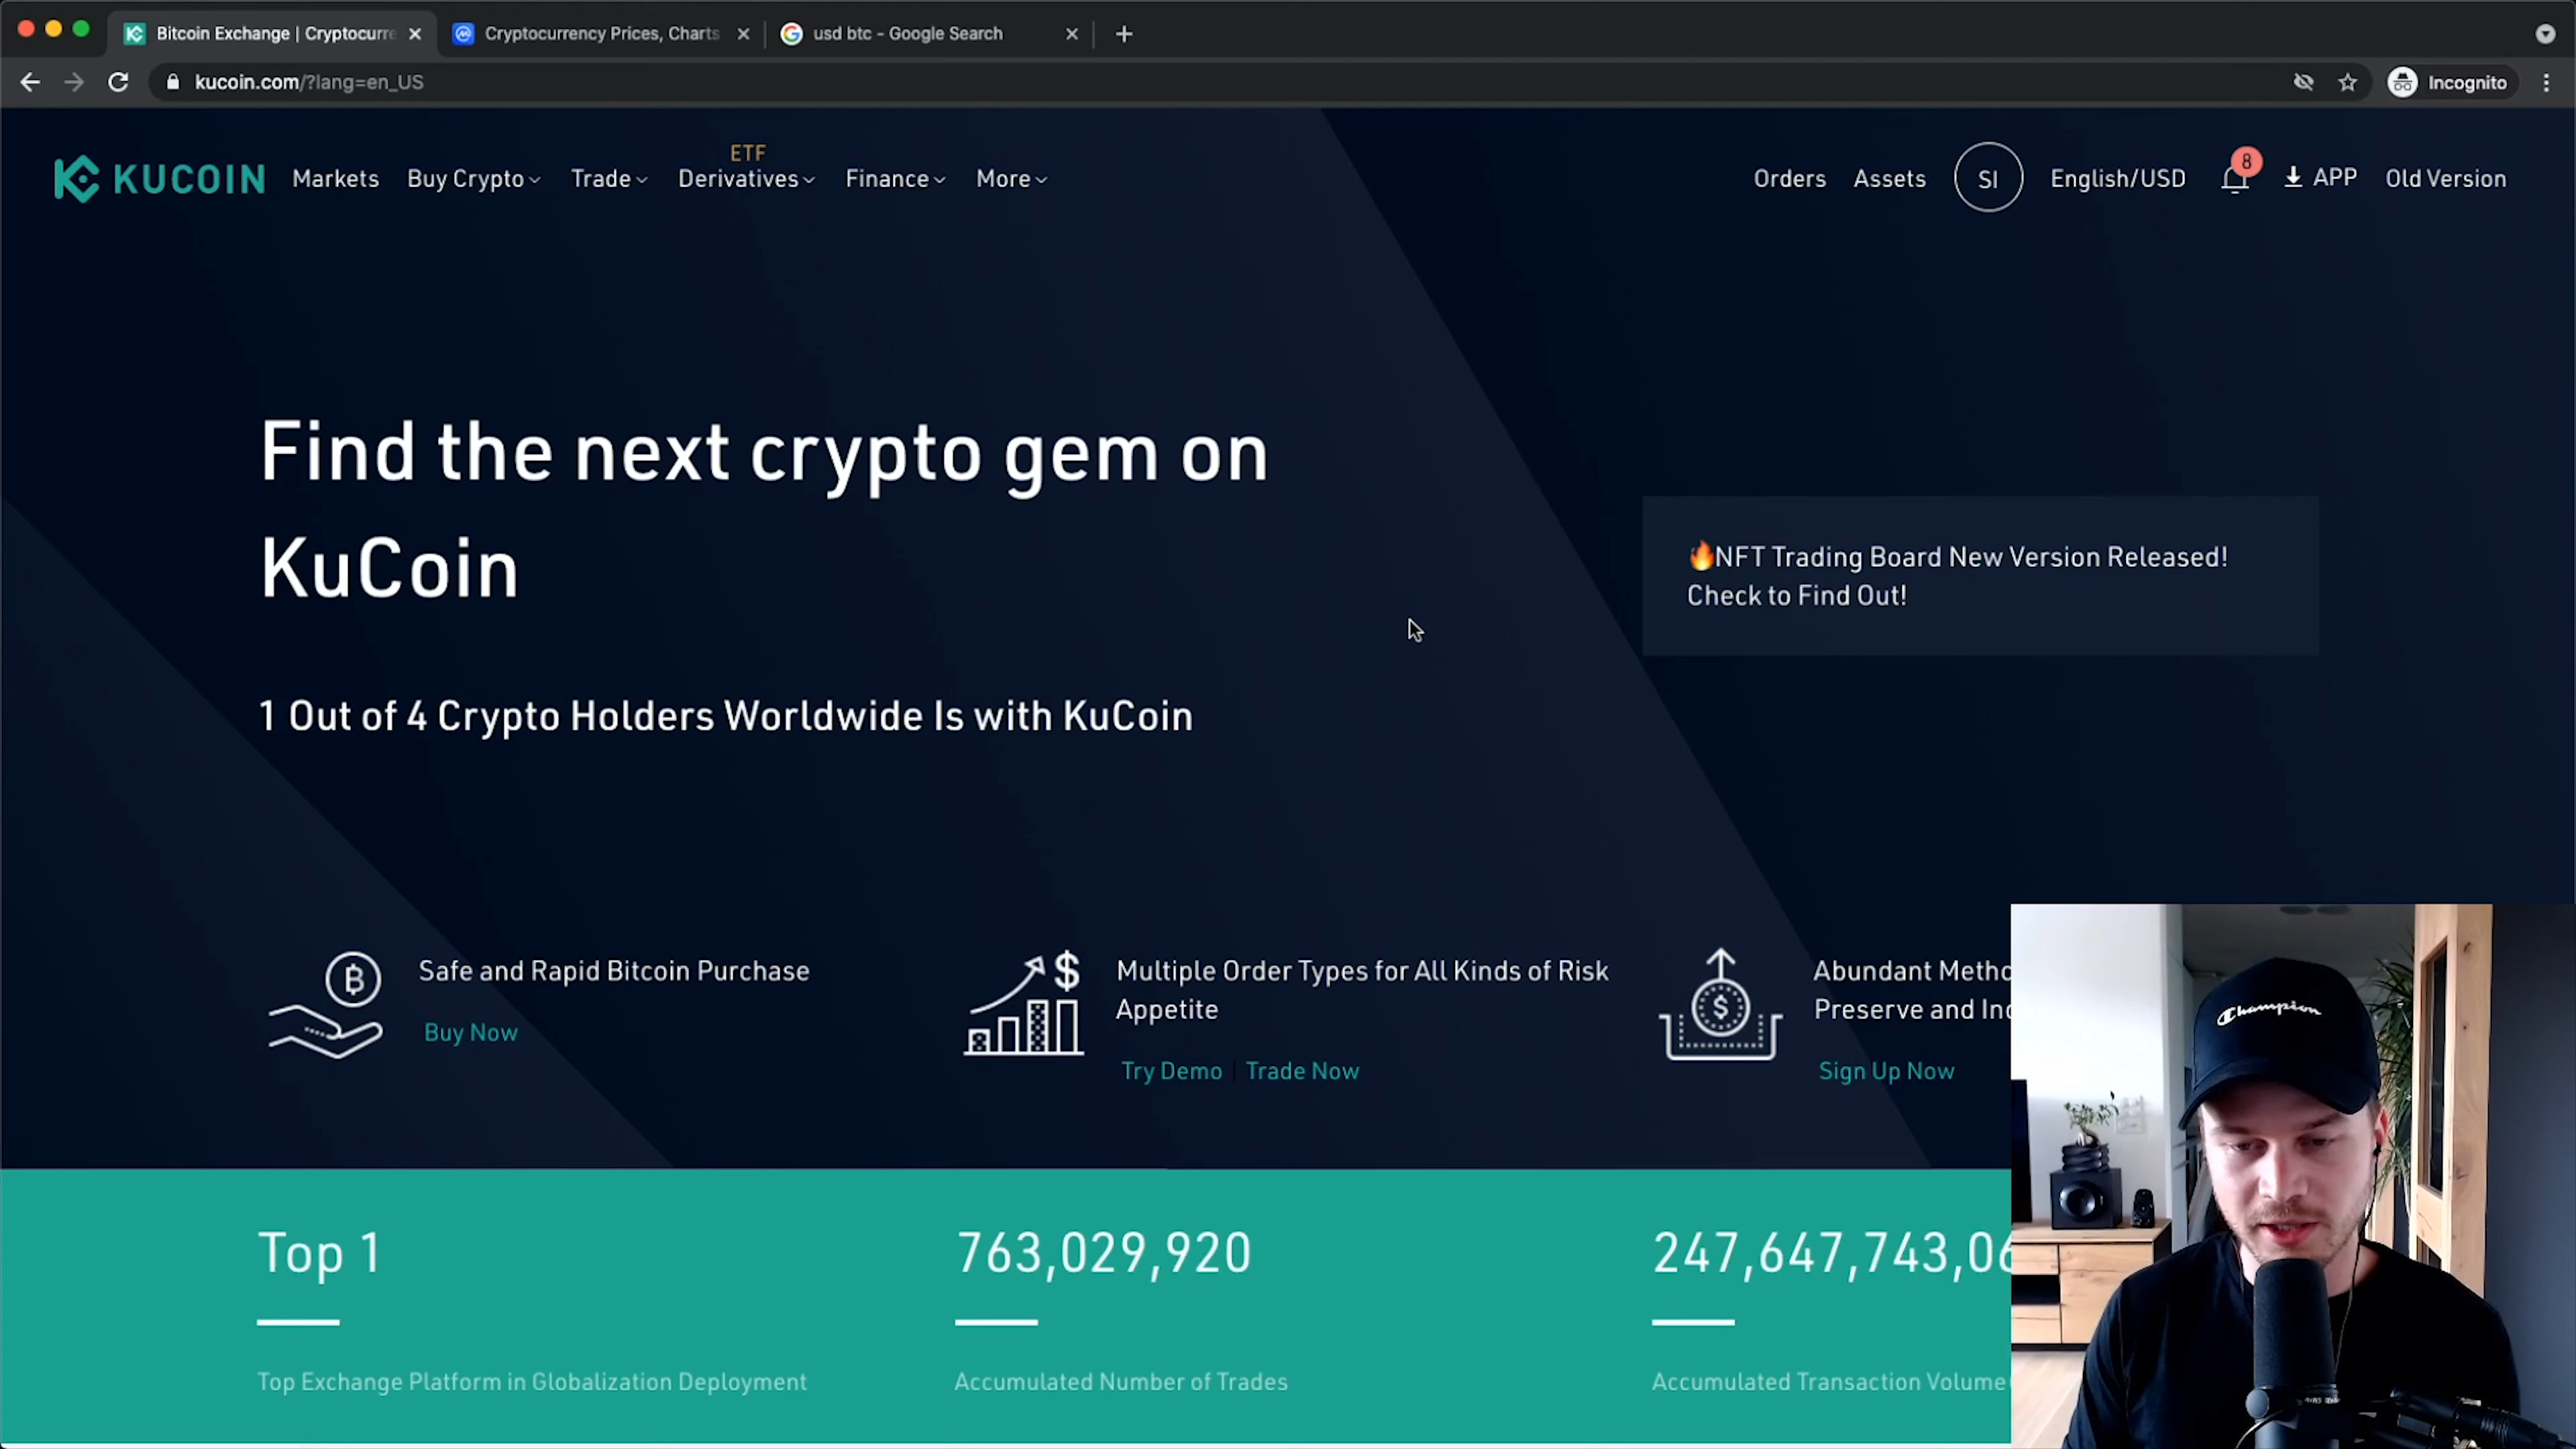 Bitcoin Exchange | Cryptocurre
Cryptocurrency Prices, Charts
usd btc - Google Search
kucoin.com/?lang=en_US
Incognito
KUCOIN
Markets
Buy Crypto
Trade
ETF
Derivatives
Finance
More
Orders
Assets
SI
English/USD
8
APP
Old Version
Find the next crypto gem on
KuCoin
1 Out of 4 Crypto Holders Worldwide Is with KuCoin
🔥NFT Trading Board New Version Released!
Check to Find Out!
Safe and Rapid Bitcoin Purchase
Buy Now
Multiple Order Types for All Kinds of Risk
Appetite
Try Demo | Trade Now
Abundant Metho
Preserve and Inc
Sign Up Now
Champion
Top 1
Top Exchange Platform in Globalization Deployment
763,029,920
Accumulated Number of Trades
247,647,743,06
Accumulated Transaction Volume